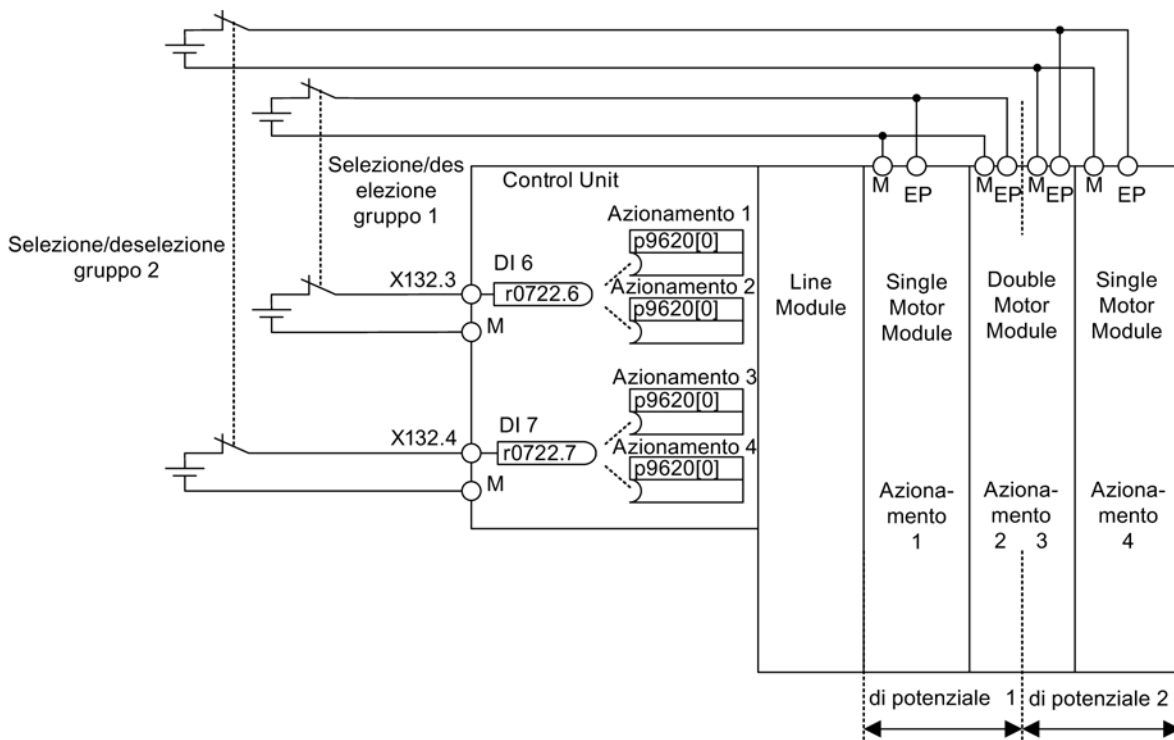 Selezione/des
elezione
gruppo 1
Selezione/deselezione
gruppo 2
Control Unit
Azionamento 1
p9620[0]
DI 6
X132.3
r0722.6
Azionamento 2
p9620[0]
M
Azionamento 3
p9620[0]
DI 7
X132.4
r0722.7
Azionamento 4
p9620[0]
M
Line
Module
M
EP
Single
Motor
Module
Aziona-
mento
1
M
EP
M
EP
Double
Motor
Module
Aziona-
mento
2 3
M
EP
Single
Motor
Module
Aziona-
mento
4
di potenziale 1
di potenziale 2